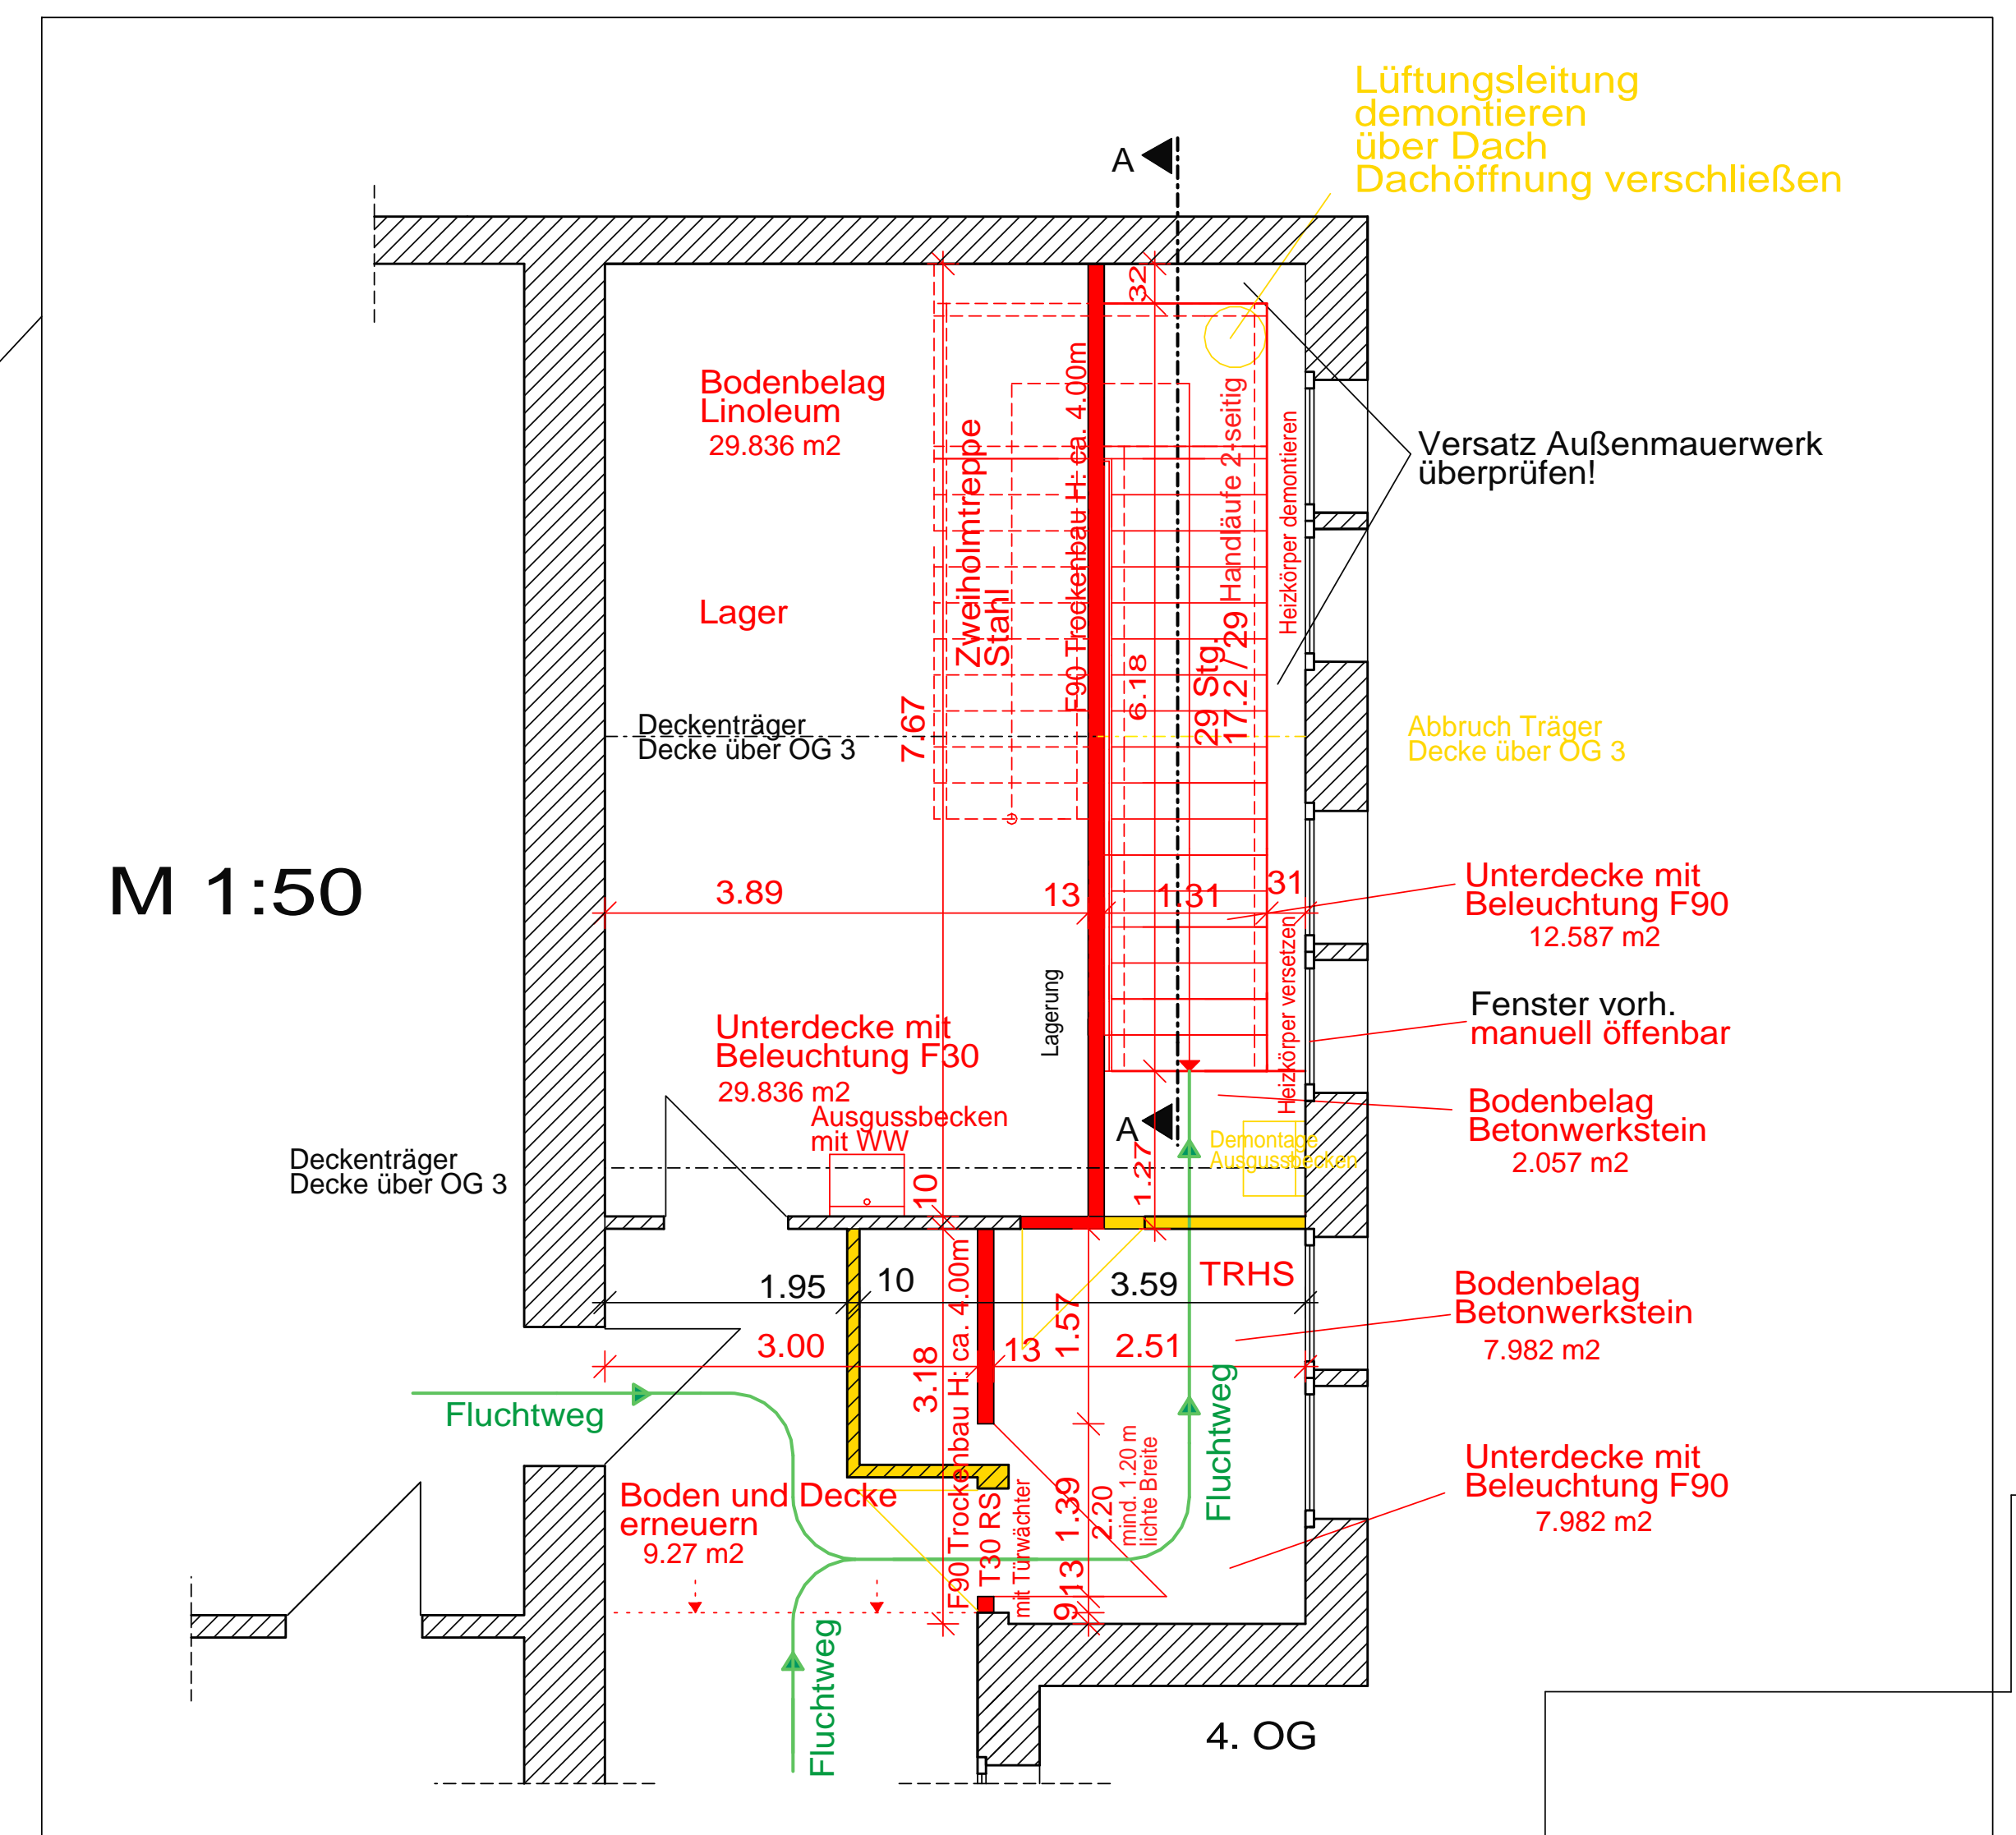 Lüftungsleitung
demontieren
über Dach
Dachöffnung verschließen
A
32
Bodenbelag
Linoleum
29.836 m2
Zweiholmtreppe
Stahl
F90 Trockenbau H: ca. 4.00m
Handläufe 2-seitig
Heizkörper demontieren
Versatz Außenmauerwerk
überprüfen!
Lager
29 Stg.
17.2 / 29
6.18
7.67
Deckenträger
Decke über OG 3
Abbruch Träger
Decke über OG 3
M 1:50
3.89
13
1.31
31
Unterdecke mit
Beleuchtung F90
12.587 m2
Lagerung
Heizkörper versetzen
Fenster vorh.
manuell öffenbar
Unterdecke mit
Beleuchtung F30
29.836 m2
Ausgussbecken
mit WW
A
Demontage
Ausgussbecken
Bodenbelag
Betonwerkstein
2.057 m2
Deckenträger
Decke über OG 3
10
1.27
1.95
10
3.59
TRHS
Bodenbelag
Betonwerkstein
7.982 m2
3.00
13
2.51
1.57
3.18
F90 Trockenbau H: ca. 4.00m
Fluchtweg
Fluchtweg
Boden und Decke
erneuern
9.27 m2
T30 RS
mit Türwächter
1.39
2.20
mind. 1.20 m
lichte Breite
13
9
Unterdecke mit
Beleuchtung F90
7.982 m2
Fluchtweg
4. OG